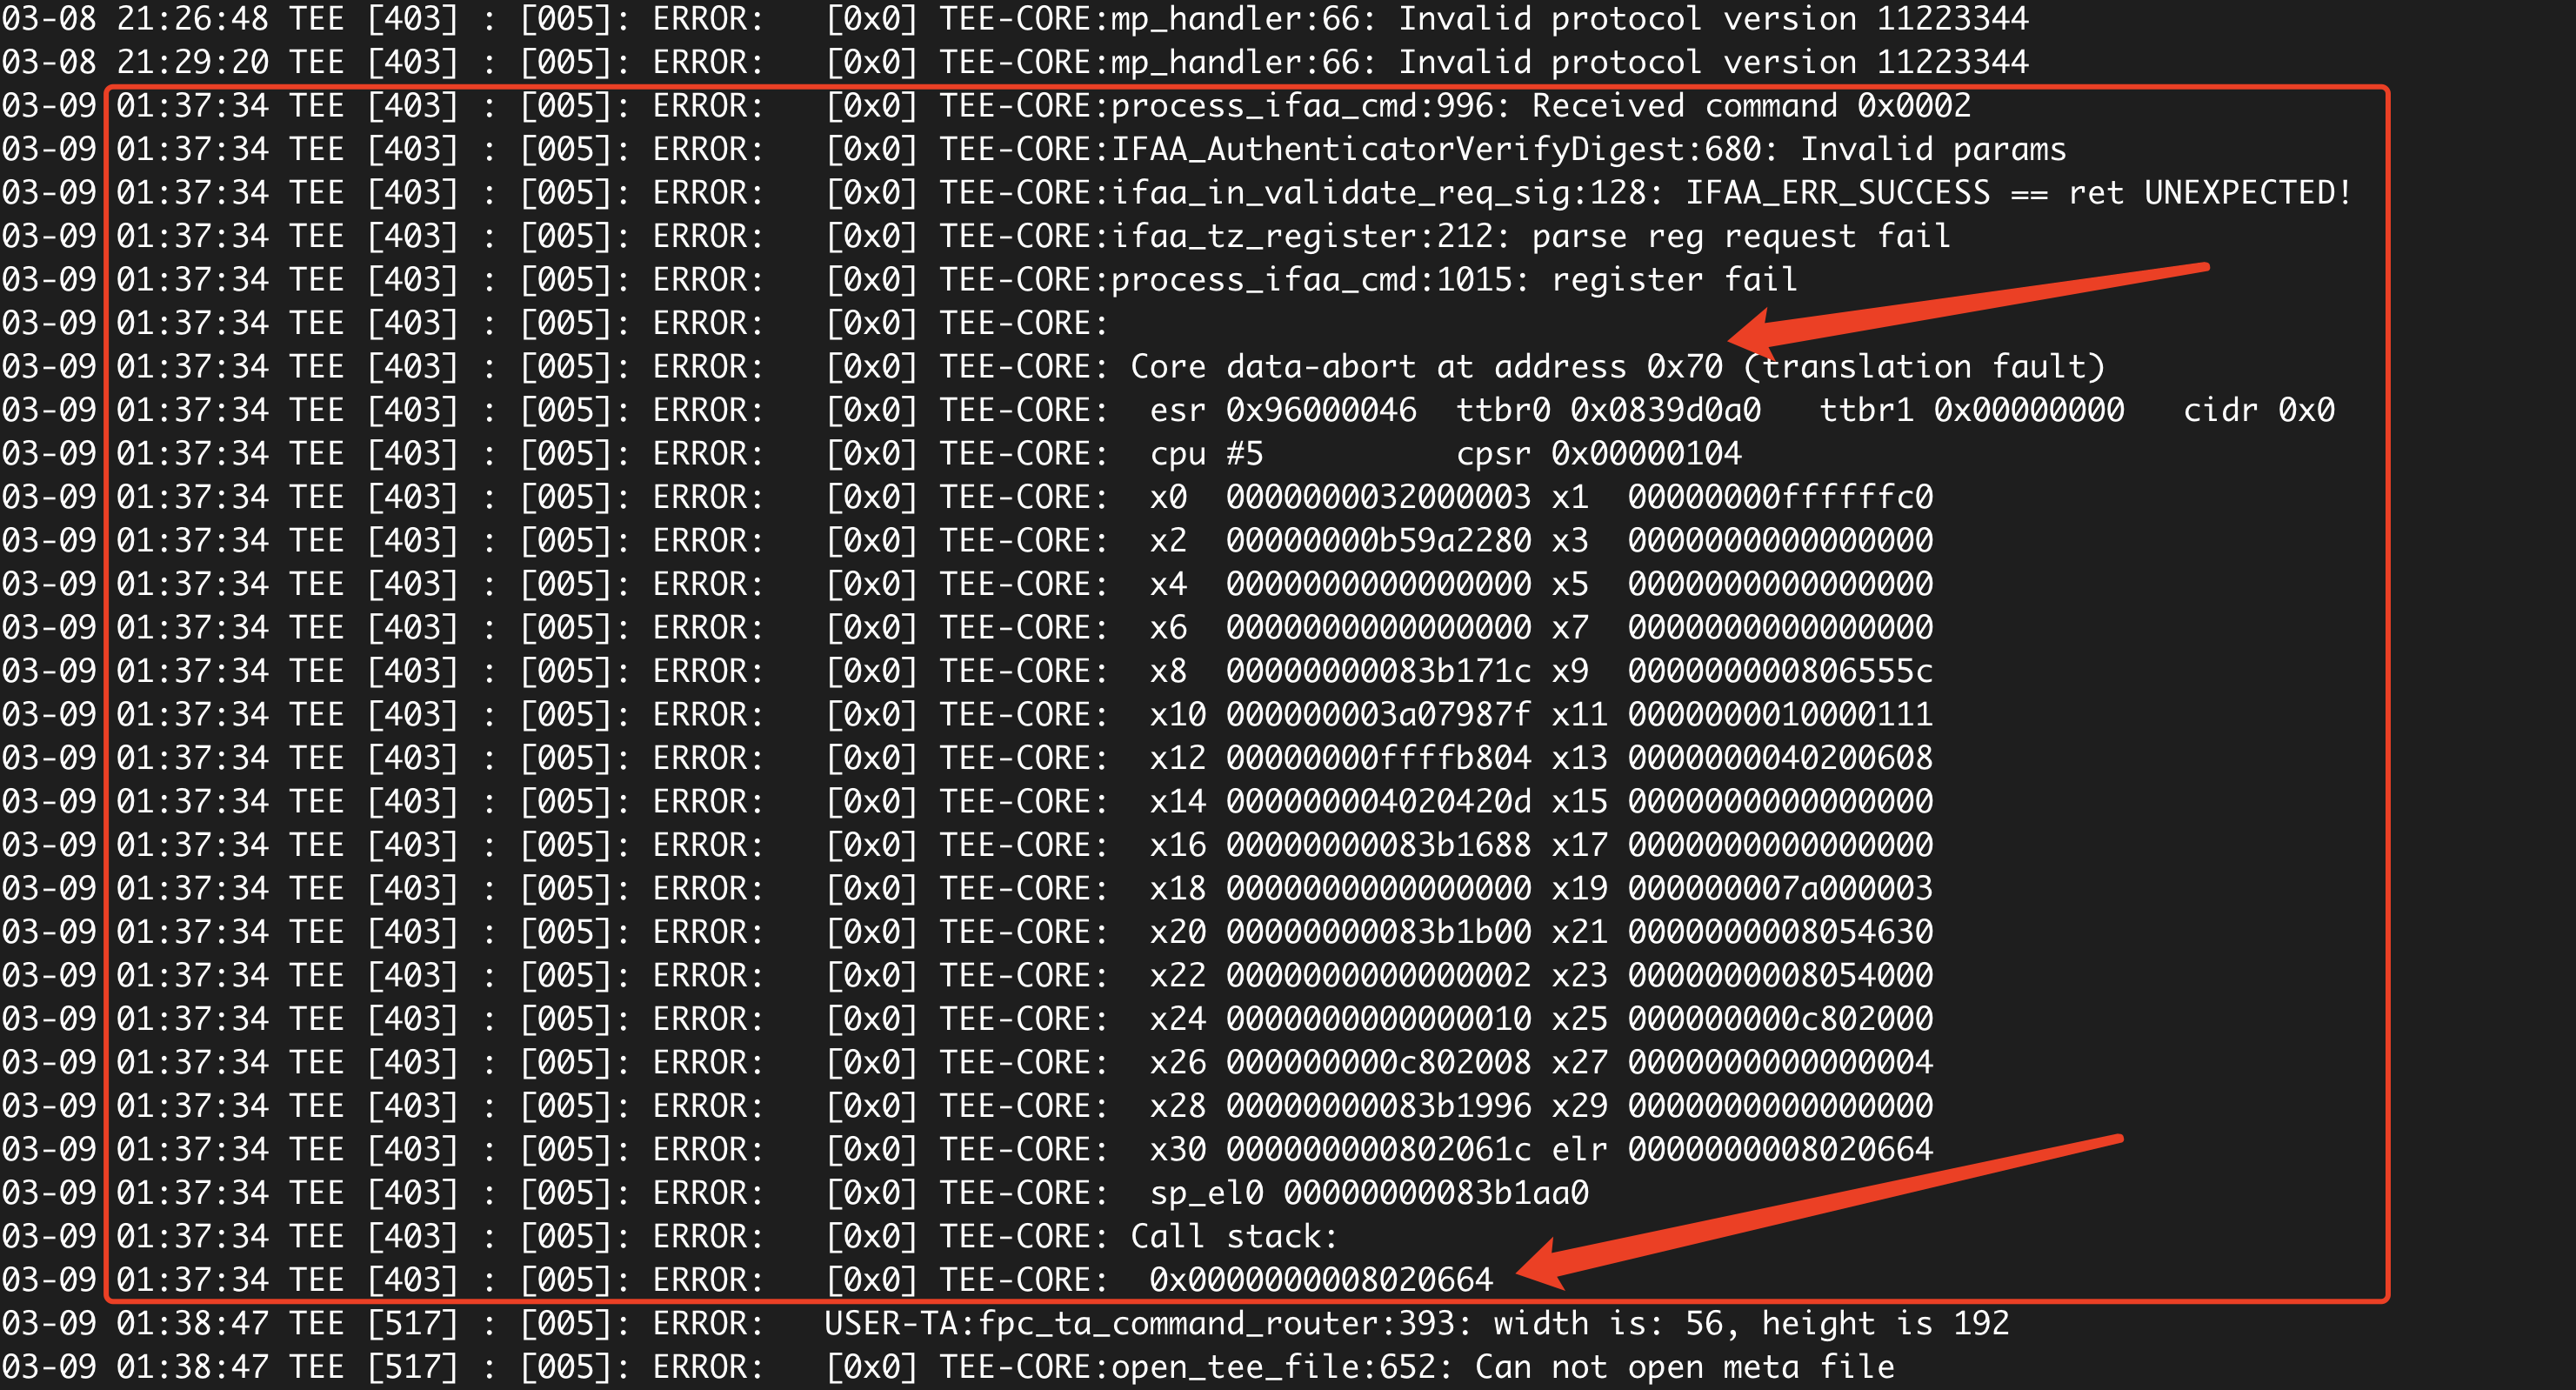 03-08 21:26:48 TEE [403] : [005]: ERROR:   [0x0] TEE-CORE:mp_handler:66: Invalid protocol version 11223344
03-08 21:29:20 TEE [403] : [005]: ERROR:   [0x0] TEE-CORE:mp_handler:66: Invalid protocol version 11223344
03-09 01:37:34 TEE [403] : [005]: ERROR:   [0x0] TEE-CORE:process_ifaa_cmd:996: Received command 0x0002
03-09 01:37:34 TEE [403] : [005]: ERROR:   [0x0] TEE-CORE:IFAA_AuthenticatorVerifyDigest:680: Invalid params
03-09 01:37:34 TEE [403] : [005]: ERROR:   [0x0] TEE-CORE:ifaa_in_validate_req_sig:128: IFAA_ERR_SUCCESS == ret UNEXPECTED!
03-09 01:37:34 TEE [403] : [005]: ERROR:   [0x0] TEE-CORE:ifaa_tz_register:212: parse reg request fail
03-09 01:37:34 TEE [403] : [005]: ERROR:   [0x0] TEE-CORE:process_ifaa_cmd:1015: register fail
03-09 01:37:34 TEE [403] : [005]: ERROR:   [0x0] TEE-CORE:
03-09 01:37:34 TEE [403] : [005]: ERROR:   [0x0] TEE-CORE: Core data-abort at address 0x70 (translation fault)
03-09 01:37:34 TEE [403] : [005]: ERROR:   [0x0] TEE-CORE:  esr 0x96000046  ttbr0 0x0839d0a0   ttbr1 0x00000000   cidr 0x0
03-09 01:37:34 TEE [403] : [005]: ERROR:   [0x0] TEE-CORE:  cpu #5          cpsr 0x00000104
03-09 01:37:34 TEE [403] : [005]: ERROR:   [0x0] TEE-CORE:  x0  0000000032000003 x1  00000000ffffffc0
03-09 01:37:34 TEE [403] : [005]: ERROR:   [0x0] TEE-CORE:  x2  00000000b59a2280 x3  0000000000000000
03-09 01:37:34 TEE [403] : [005]: ERROR:   [0x0] TEE-CORE:  x4  0000000000000000 x5  0000000000000000
03-09 01:37:34 TEE [403] : [005]: ERROR:   [0x0] TEE-CORE:  x6  0000000000000000 x7  0000000000000000
03-09 01:37:34 TEE [403] : [005]: ERROR:   [0x0] TEE-CORE:  x8  00000000083b171c x9  000000000806555c
03-09 01:37:34 TEE [403] : [005]: ERROR:   [0x0] TEE-CORE:  x10 000000003a07987f x11 0000000010000111
03-09 01:37:34 TEE [403] : [005]: ERROR:   [0x0] TEE-CORE:  x12 00000000ffffb804 x13 0000000040200608
03-09 01:37:34 TEE [403] : [005]: ERROR:   [0x0] TEE-CORE:  x14 000000004020420d x15 0000000000000000
03-09 01:37:34 TEE [403] : [005]: ERROR:   [0x0] TEE-CORE:  x16 00000000083b1688 x17 0000000000000000
03-09 01:37:34 TEE [403] : [005]: ERROR:   [0x0] TEE-CORE:  x18 0000000000000000 x19 000000007a000003
03-09 01:37:34 TEE [403] : [005]: ERROR:   [0x0] TEE-CORE:  x20 00000000083b1b00 x21 0000000008054630
03-09 01:37:34 TEE [403] : [005]: ERROR:   [0x0] TEE-CORE:  x22 0000000000000002 x23 0000000008054000
03-09 01:37:34 TEE [403] : [005]: ERROR:   [0x0] TEE-CORE:  x24 0000000000000010 x25 000000000c802000
03-09 01:37:34 TEE [403] : [005]: ERROR:   [0x0] TEE-CORE:  x26 000000000c802008 x27 0000000000000004
03-09 01:37:34 TEE [403] : [005]: ERROR:   [0x0] TEE-CORE:  x28 00000000083b1996 x29 0000000000000000
03-09 01:37:34 TEE [403] : [005]: ERROR:   [0x0] TEE-CORE:  x30 000000000802061c elr 0000000008020664
03-09 01:37:34 TEE [403] : [005]: ERROR:   [0x0] TEE-CORE:  sp_el0 00000000083b1aa0
03-09 01:37:34 TEE [403] : [005]: ERROR:   [0x0] TEE-CORE: Call stack:
03-09 01:37:34 TEE [403] : [005]: ERROR:   [0x0] TEE-CORE:  0x0000000008020664
03-09 01:38:47 TEE [517] : [005]: ERROR:   USER-TA:fpc_ta_command_router:393: width is: 56, height is 192
03-09 01:38:47 TEE [517] : [005]: ERROR:   [0x0] TEE-CORE:open_tee_file:652: Can not open meta file